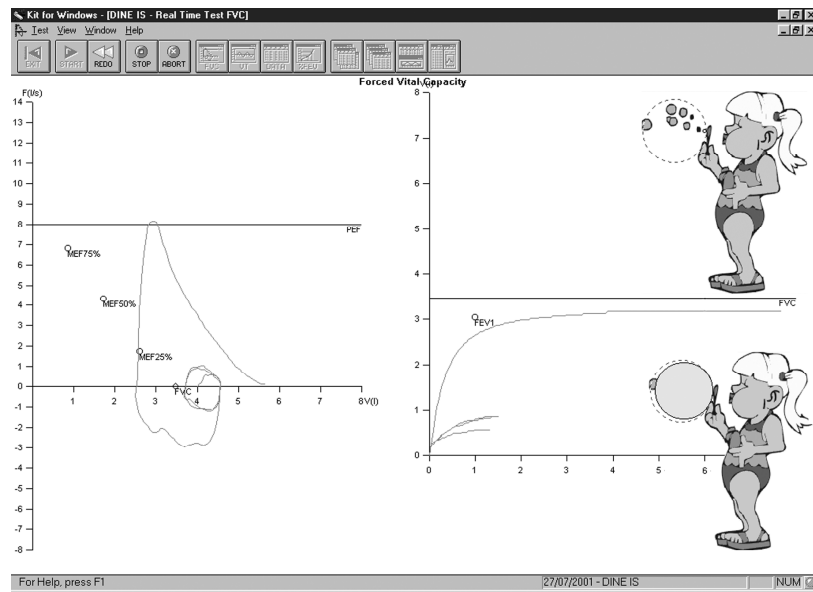 Kit for Windows - [DINE IS - Real Time Test FVC]
Test View Window Help
EXIT START REDO STOP ABORT FVC VT DATA
Forced Vital Capacity
F(l/s)
14
13
12
11
10
9
8
7
6
5
4
3
2
1
0
-1
-2
-3
-4
-5
-6
-7
-8
PEF
MEF75%
MEF50%
MEF25%
FVC
1 2 3 4 5 6 7 8 V(l)
8
7
6
5
4
3
2
1
0
FVC
FEV1
0 1 2 3 4 5 6
For Help, press F1
27/07/2001 - DINE IS
NUM